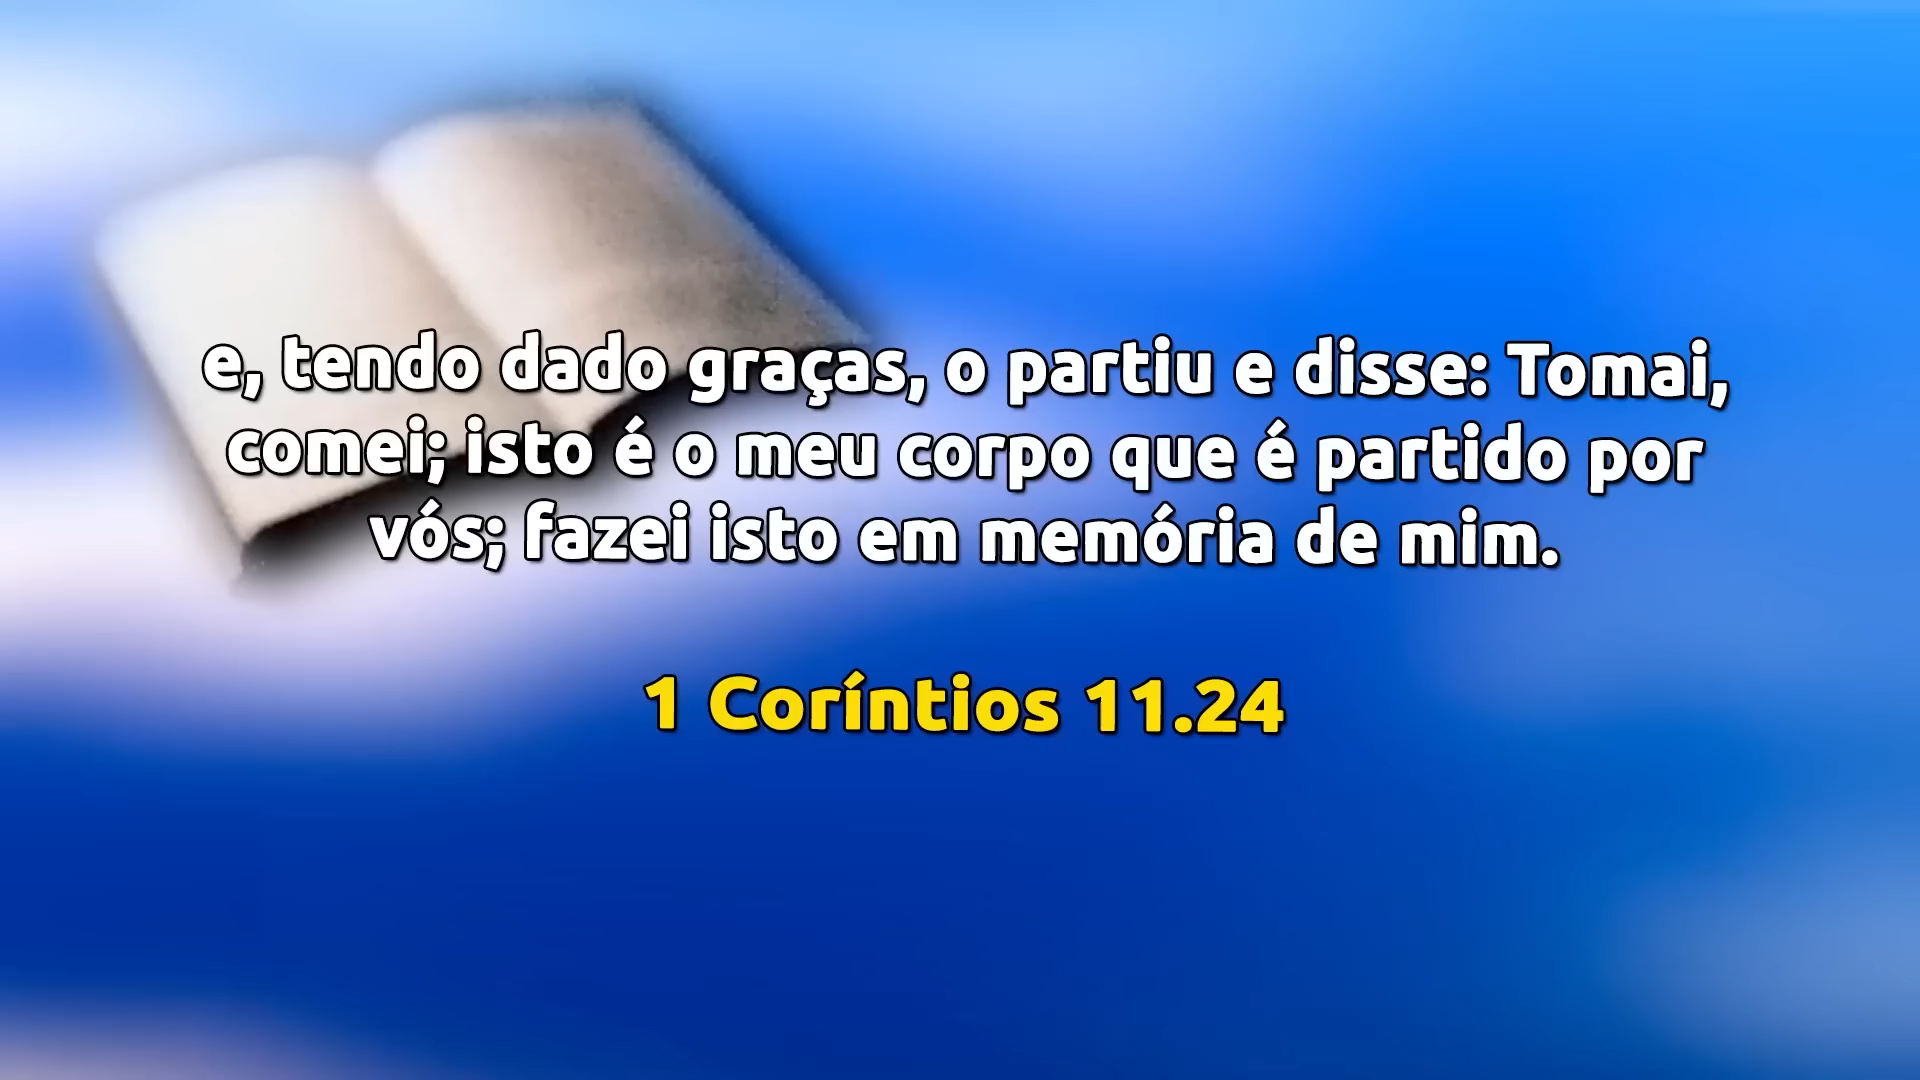 e, tendo dado graças, o partiu e disse: Tomai,
comei; isto é o meu corpo que é partido por
vós; fazei isto em memória de mim.
1 Coríntios 11.24